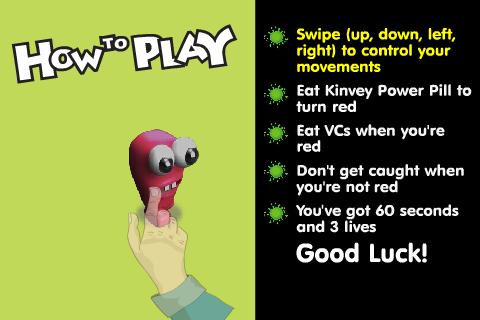 HOW TO PLAY
Swipe (up, down, left,
right) to control your
movements
Eat Kinvey Power Pill to
turn red
Eat VCs when you're
red
Don't get caught when
you're not red
You've got 60 seconds
and 3 lives
Good Luck!